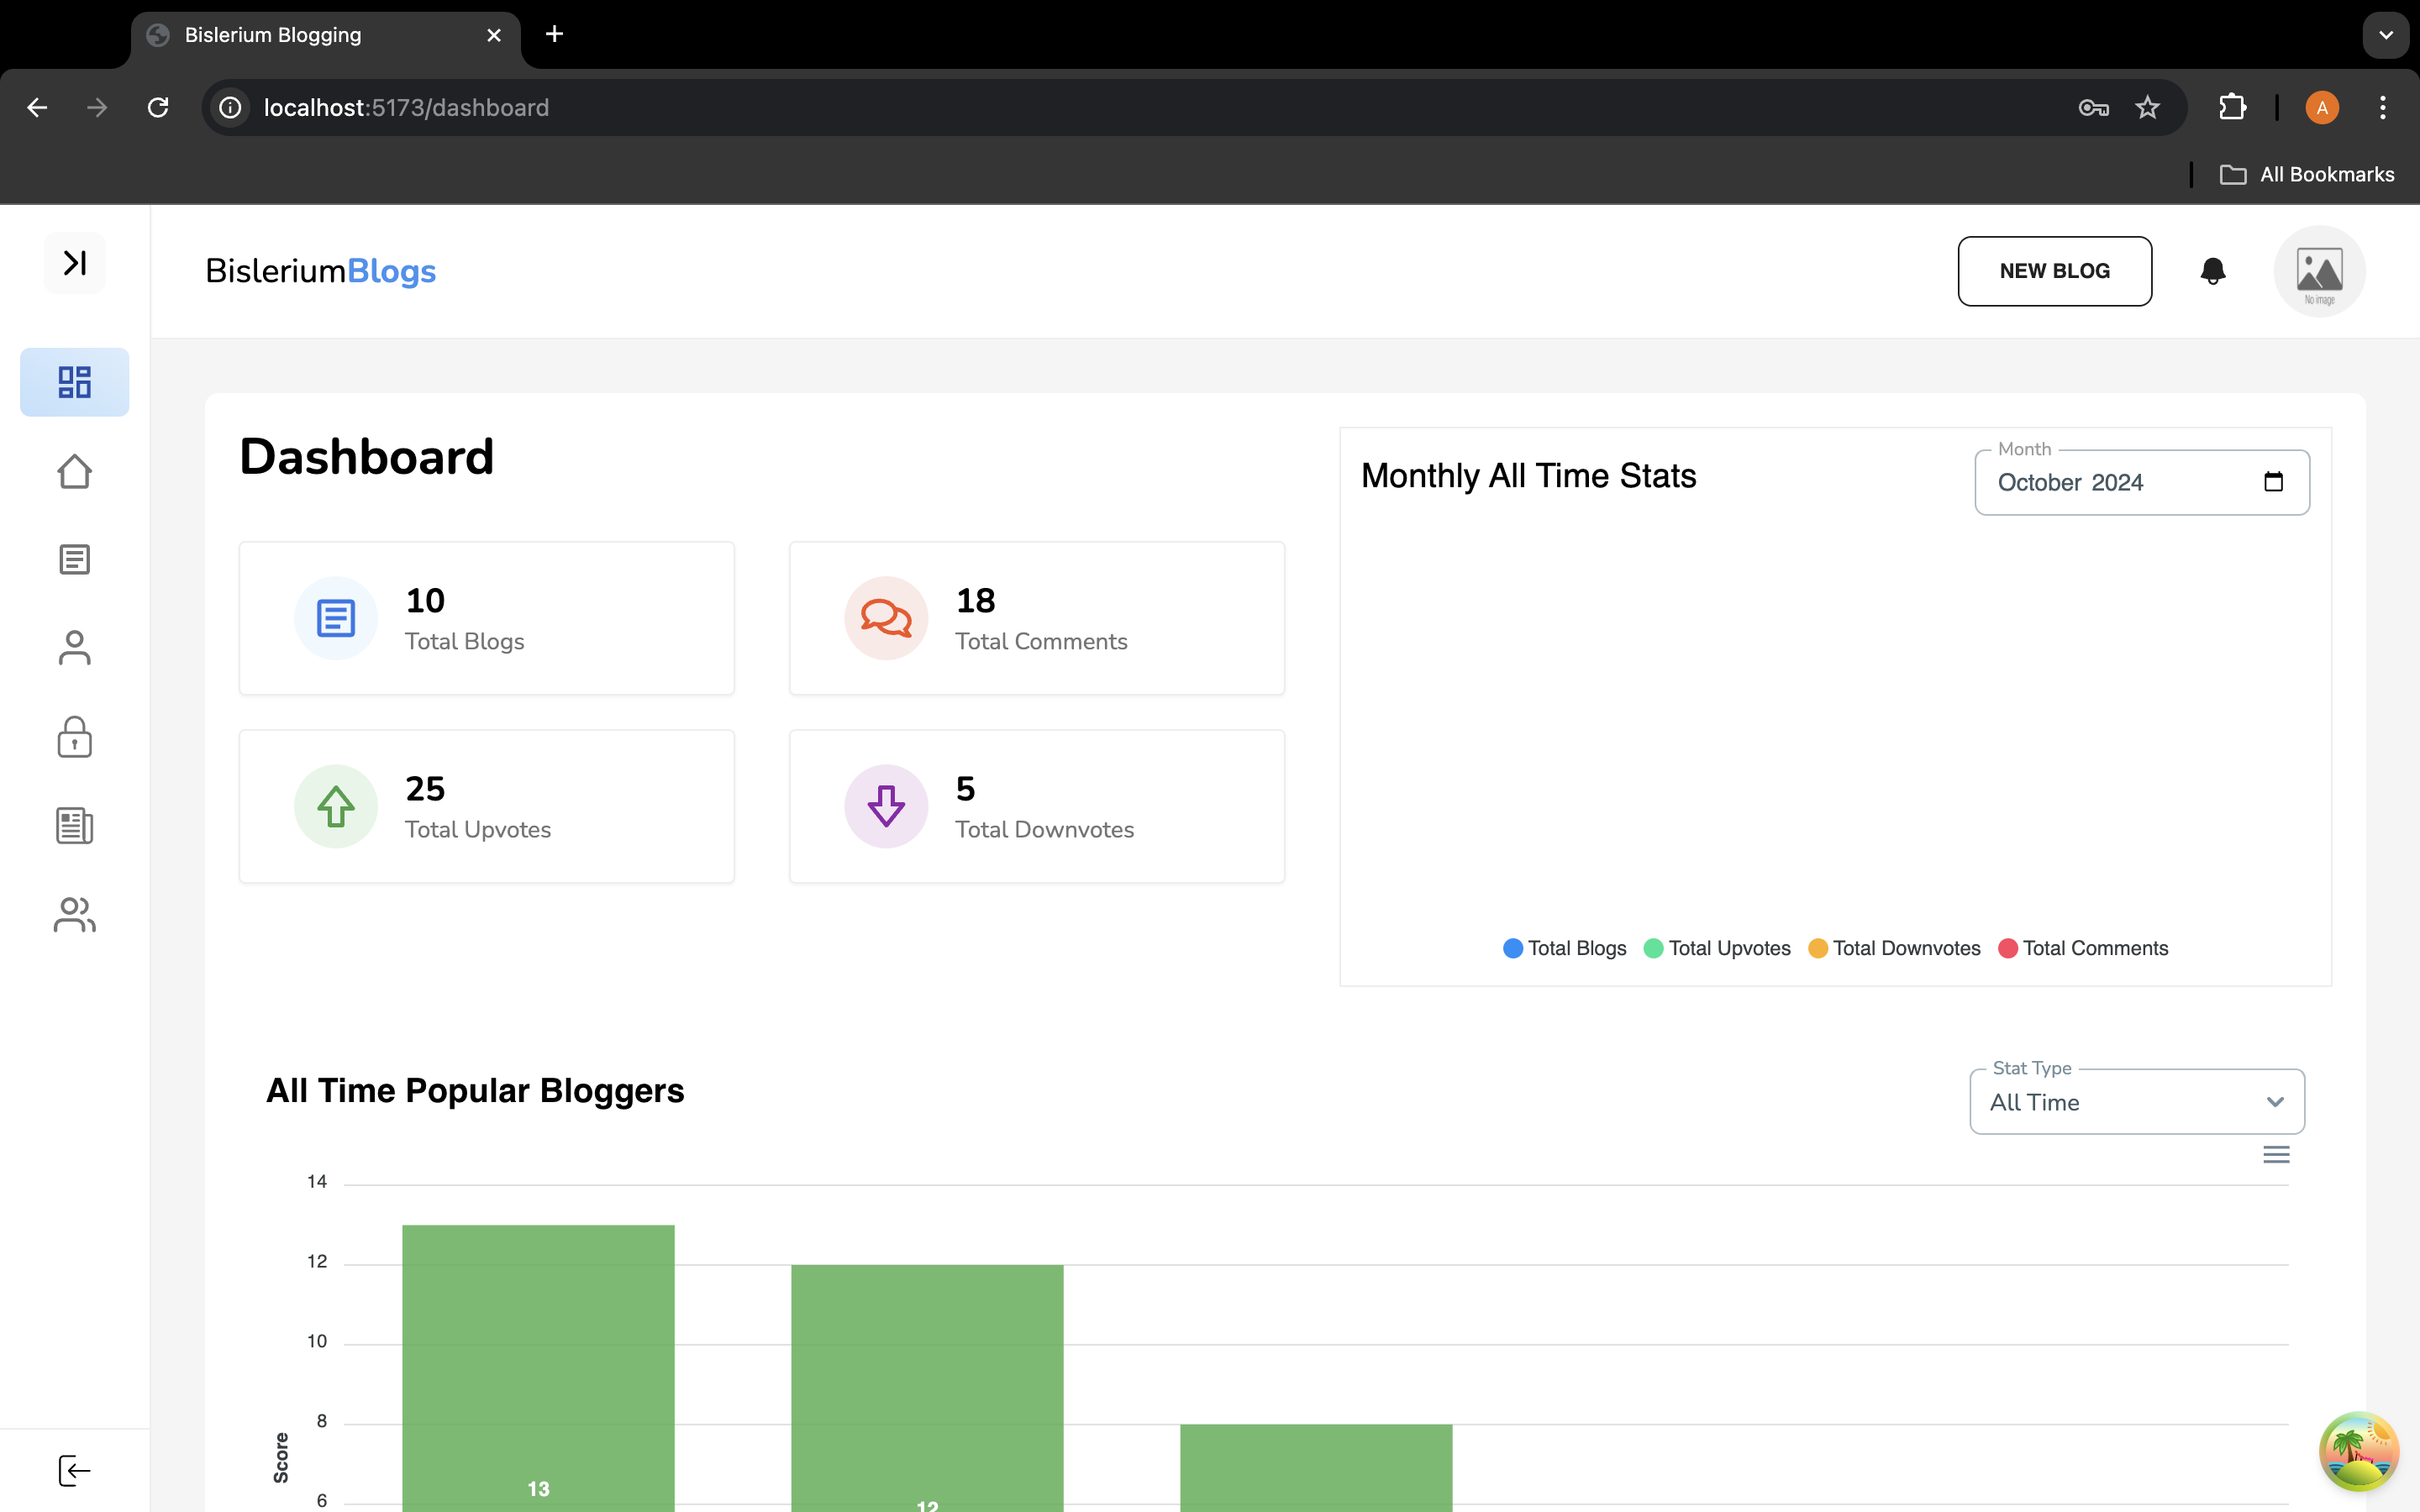 Bislerium Blogging
localhost:5173/dashboard
A
All Bookmarks
BisleriumBlogs
NEW BLOG
No image
Dashboard
10
Total Blogs
18
Total Comments
25
Total Upvotes
5
Total Downvotes
Monthly All Time Stats
Month
October 2024
Total Blogs Total Upvotes Total Downvotes Total Comments
All Time Popular Bloggers
Stat Type
All Time
14
12
10
8
6
Score
13
12